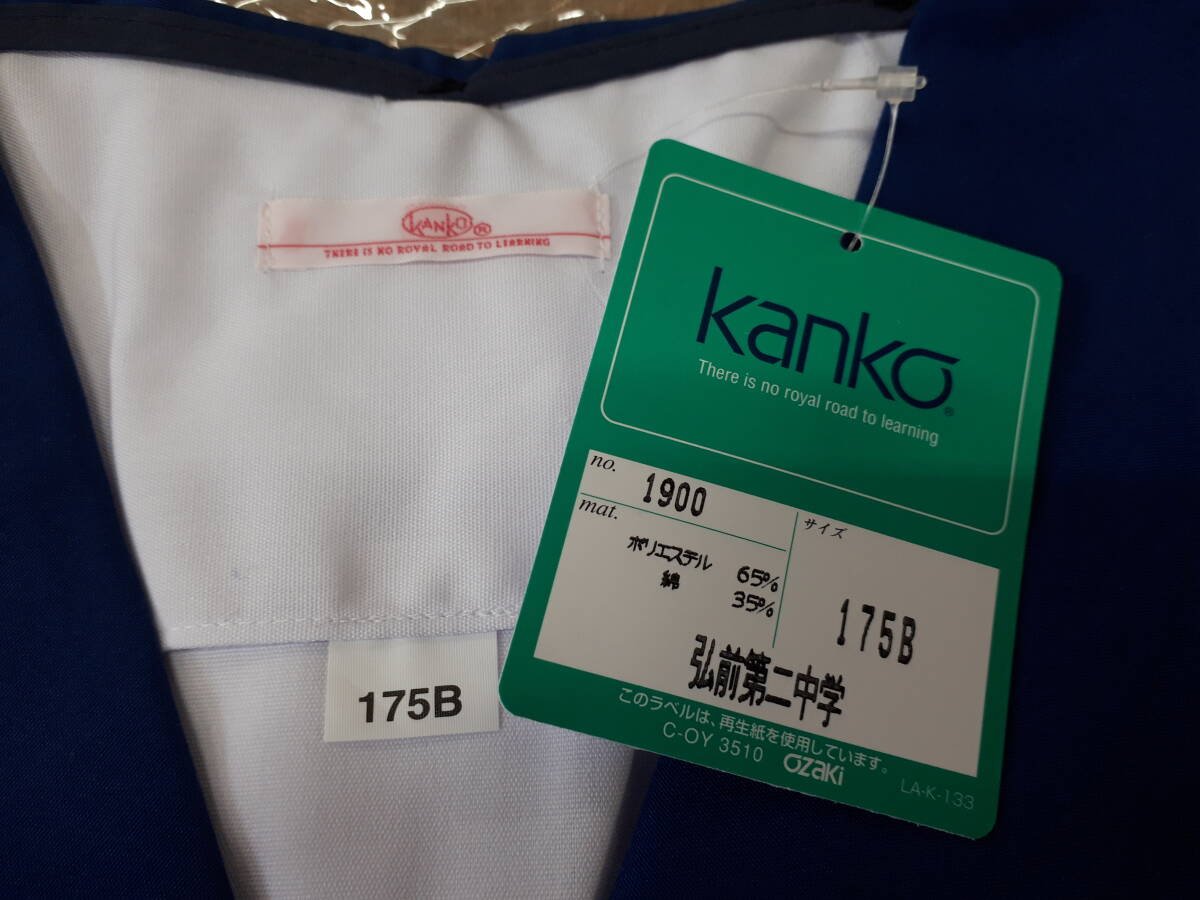 KANKO®
THERE IS NO ROYAL ROAD TO LEARNING
175B
kanko®
There is no royal road to learning
no.
1900
mat.
ポリエステル 65%
綿 35%
サイズ
175B
弘前第二中学
このラベルは、再生紙を使用しています。
C-OY 3510 Ozaki
LA-K-133